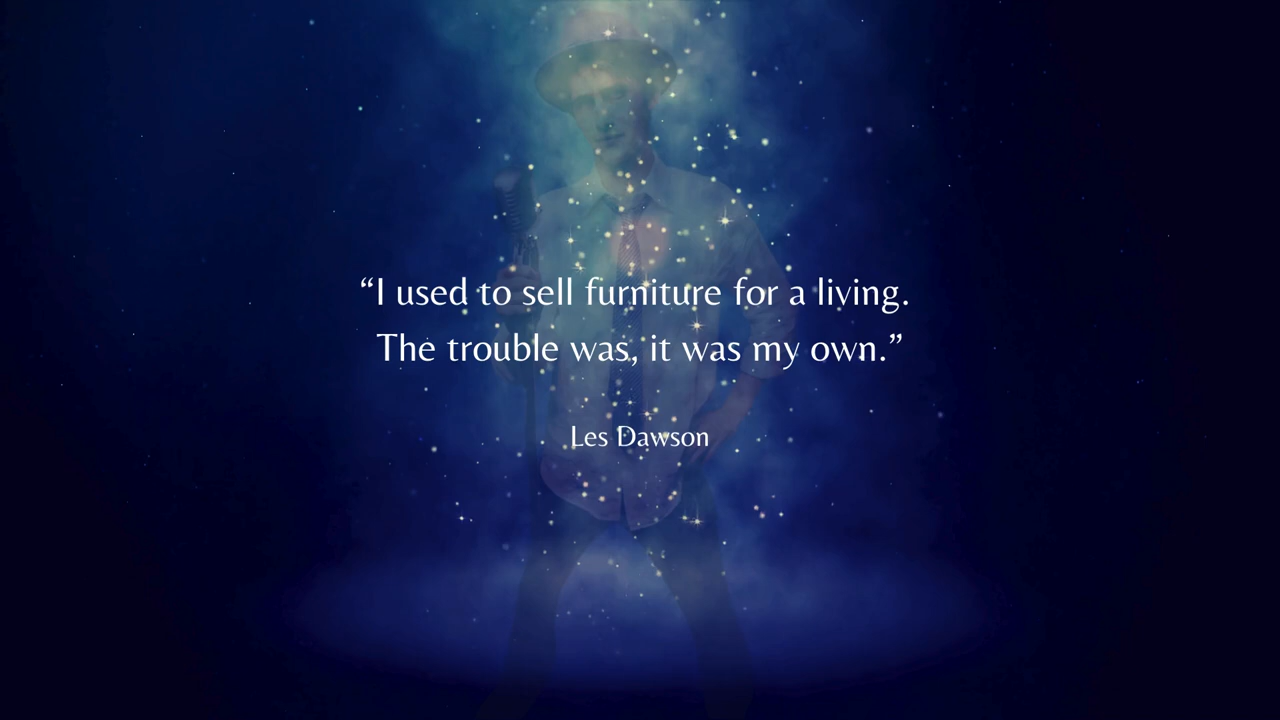 “I used to sell furniture for a living.
The trouble was, it was my own.”
Les Dawson